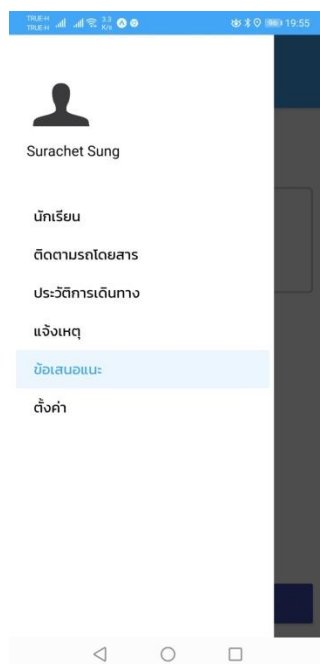 TRUE-H
TRUE-H
3.3
K/s
19:55
Surachet Sung
นักเรียน
ติดตามรถโดยสาร
ประวัติการเดินทาง
แจ้งเหตุ
ข้อเสนอแนะ
ตั้งค่า